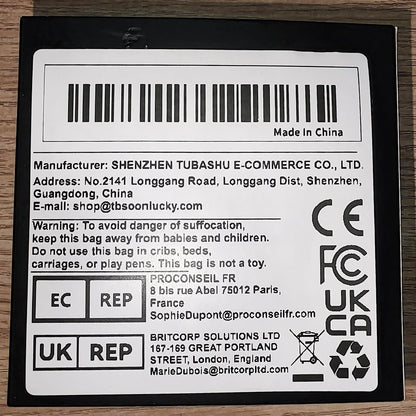 Made In China
Manufacturer: SHENZHEN TUBASHU E-COMMERCE CO., LTD.
Address: No.2141 Longgang Road, Longgang Dist, Shenzhen,
Guangdong, China
E-mail: shop@tbsoonlucky.com
Warning: To avoid danger of suffocation,
keep this bag away from babies and children.
Do not use this bag in cribs, beds,
carriages, or play pens. This bag is not a toy.
CE
FC
UK
CA
EC REP
PROCONSEIL FR
8 bis rue Abel 75012 Paris,
France
SophieDupont@proconseilfr.com
UK REP
BRITCORP SOLUTIONS LTD
167-169 GREAT PORTLAND
STREET, London, England
MarieDubois@britcorpltd.com